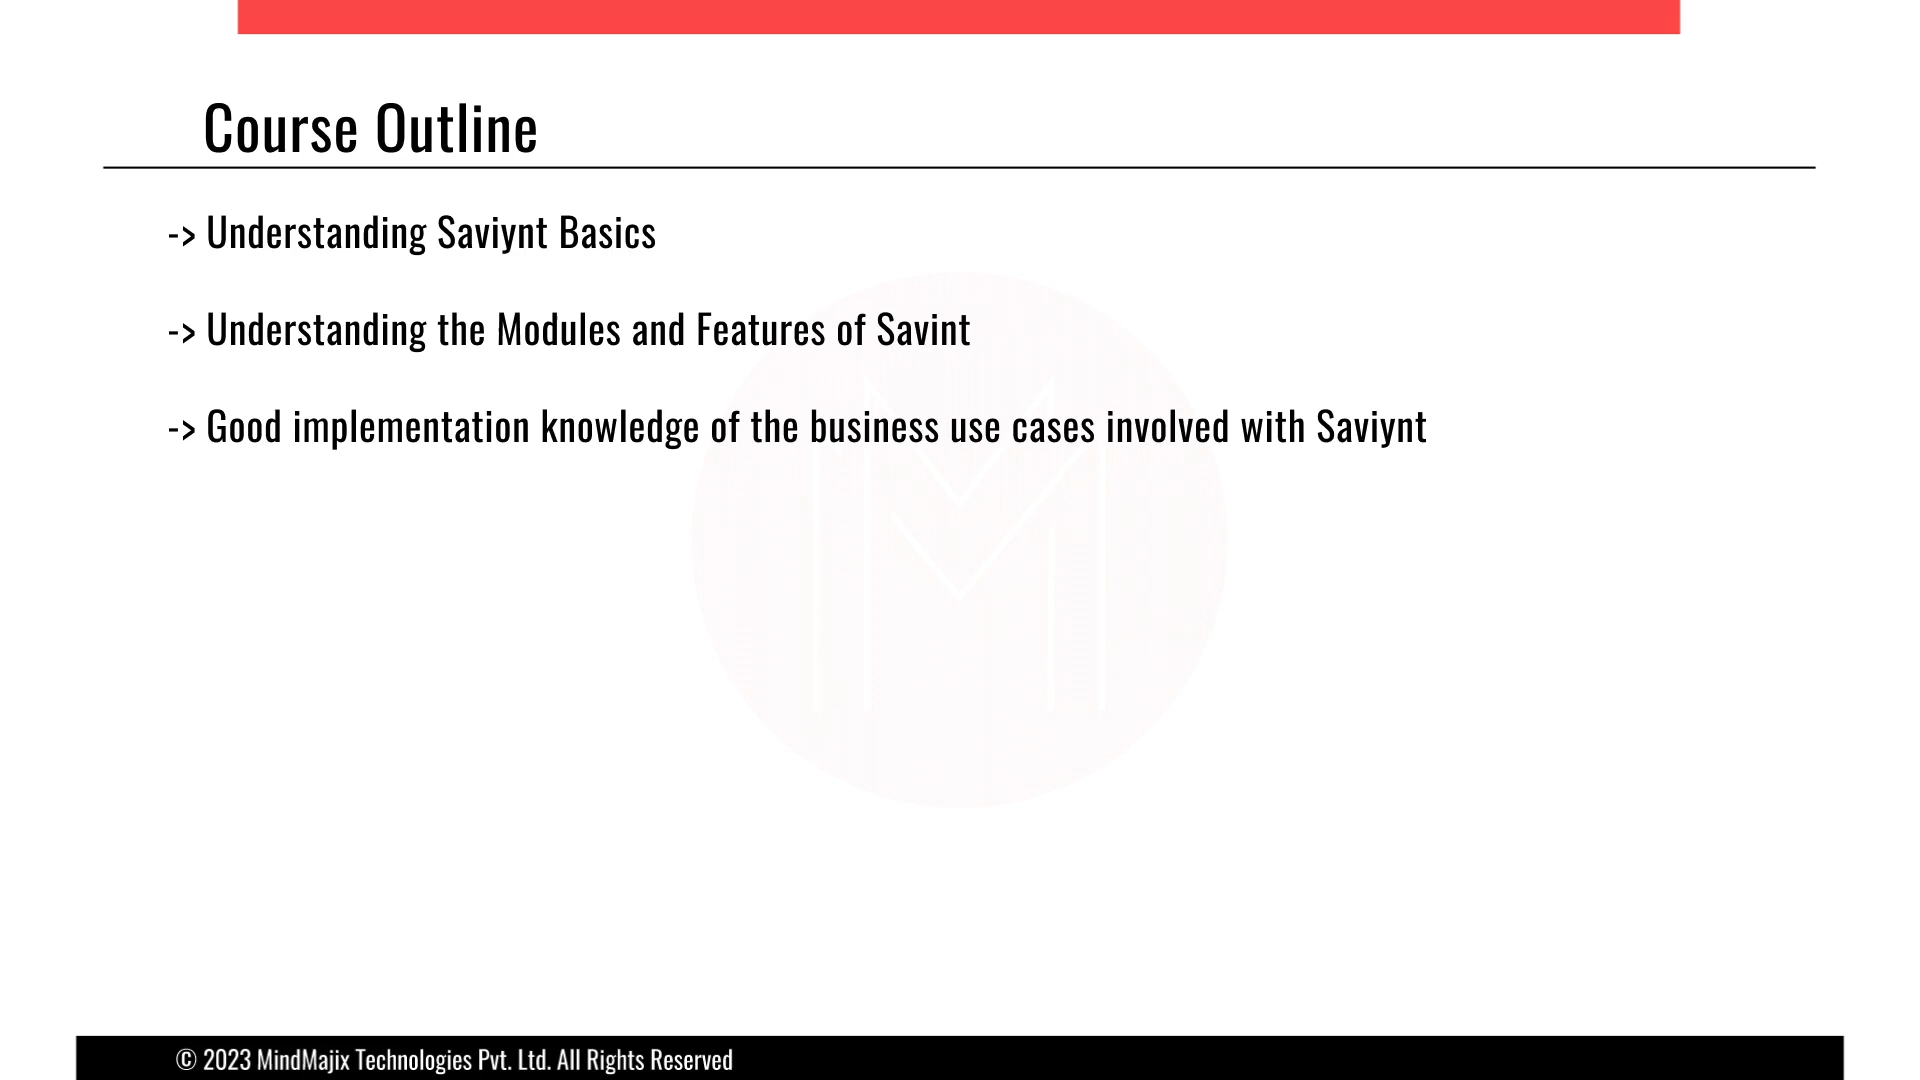 Course Outline
-> Understanding Saviynt Basics
-> Understanding the Modules and Features of Savint
-> Good implementation knowledge of the business use cases involved with Saviynt
© 2023 MindMajix Technologies Pvt. Ltd. All Rights Reserved